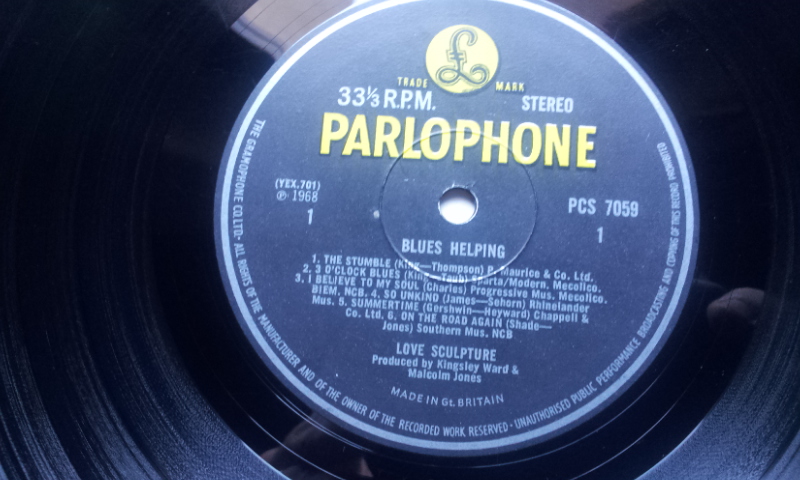 £
TRADE MARK
33⅓ R.P.M. STEREO
PARLOPHONE
(YEX.701)
℗ 1968
1
PCS 7059
1
BLUES HELPING
1. THE STUMBLE (King—Thompson) P. Maurice & Co. Ltd.
2. 3 O'CLOCK BLUES (King—Taub) Sparta/Modern. Mecolico.
3. I BELIEVE TO MY SOUL (Charles) Progressive Mus. Mecolico.
BIEM, NCB. 4. SO UNKIND (James—Sehorn) Rhinelander
Mus. 5. SUMMERTIME (Gershwin—Heyward) Chappell &
Co. Ltd. 6. ON THE ROAD AGAIN (Shade—
Jones) Southern Mus. NCB
LOVE SCULPTURE
Produced by Kingsley Ward &
Malcolm Jones
MADE IN Gt. BRITAIN
THE GRAMOPHONE CO. LTD. · ALL RIGHTS OF THE MANUFACTURER AND OF THE OWNER OF THE RECORDED WORK RESERVED · UNAUTHORISED PUBLIC PERFORMANCE BROADCASTING AND COPYING OF THIS RECORD PROHIBITED